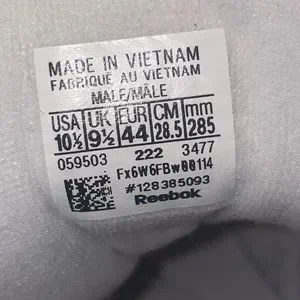 MADE IN VIETNAM
FABRIQUE AU VIETNAM
MALE/MÂLE
USA UK EUR CM mm
10½ 9½ 44 28.5 285
059503 222 3477
Fx6W6FBw00114
#128385093
Reebok